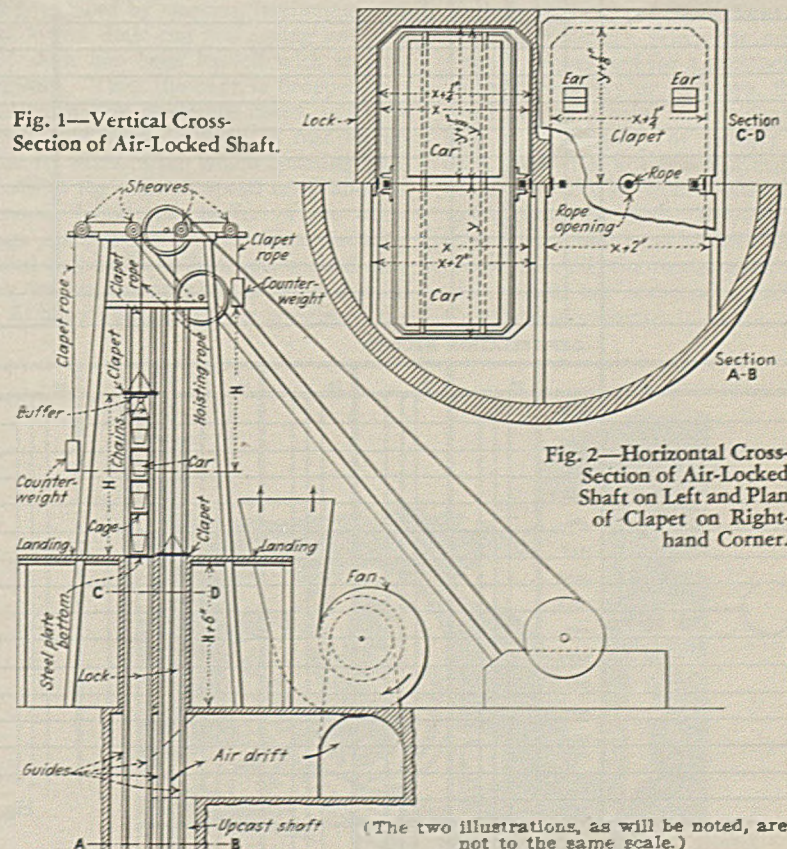 Fig. 1—Vertical Cross-
Section of Air-Locked Shaft.
Sheaves
Clapet rope
Clapet
rope
Clapet
rope
Counter-
weight
Clapet
Hoisting rope
H
Buffer
Chains
Car
H
Counter-
weight
Cage
Clapet
Landing
Landing
C
D
Steel plate
bottom
H+6"
Fan
Lock
Guides
Air drift
Upcast shaft
A
B
Lock
x+¼"
x
y+⅛"
y
Car
Ear
Ear
y+⅛"
x+¼"
Clapet
Section
C-D
Rope
Rope
opening
x
x+2"
x+2"
y
Car
Section
A-B
Fig. 2—Horizontal Cross-
Section of Air-Locked
Shaft on Left and Plan
of Clapet on Right-
hand Corner.
(The two illustrations, as will be noted, are
not to the same scale.)